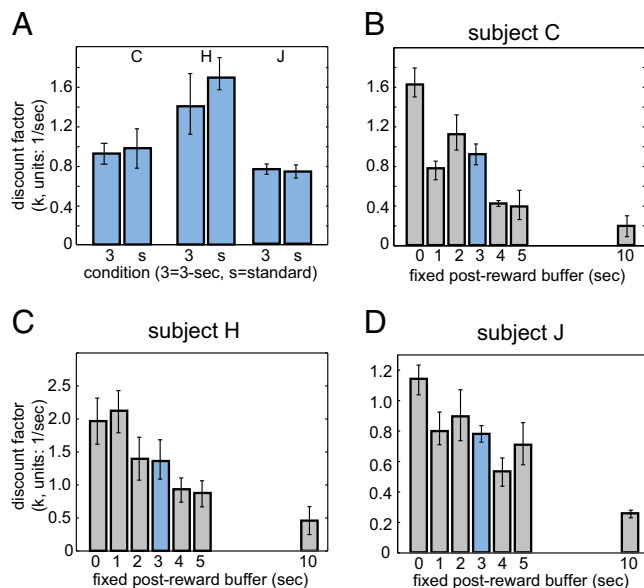 A
C
H
J
1.6
1.2
0.8
0.4
0
discount factor
(k, units: 1/sec)
3 s 3 s 3 s
condition (3=3-sec, s=standard)
B
subject C
1.6
1.2
0.8
0.4
0
0 1 2 3 4 5 10
fixed post-reward buffer (sec)
C
subject H
2.5
2.0
1.5
1.0
0.5
0
discount factor
(k, units: 1/sec)
0 1 2 3 4 5 10
fixed post-reward buffer (sec)
D
subject J
1.2
1.0
0.8
0.6
0.4
0.2
0
0 1 2 3 4 5 10
fixed post-reward buffer (sec)